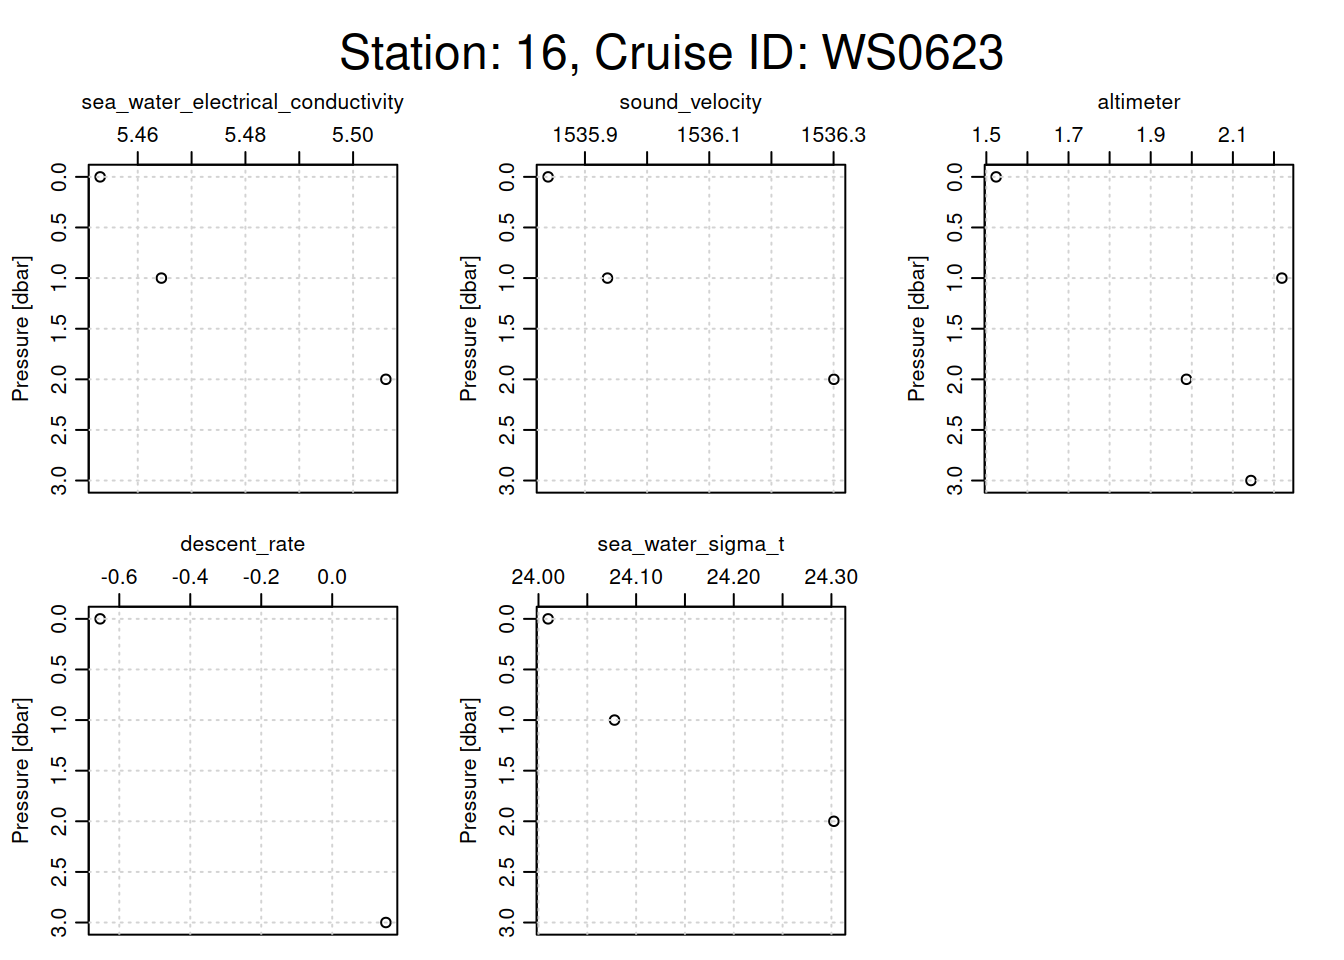 Station: 16, Cruise ID: WS0623
sea_water_electrical_conductivity
5.46 5.48 5.50
Pressure [dbar]
0.0 0.5 1.0 1.5 2.0 2.5 3.0
sound_velocity
1535.9 1536.1 1536.3
Pressure [dbar]
0.0 0.5 1.0 1.5 2.0 2.5 3.0
altimeter
1.5 1.7 1.9 2.1
Pressure [dbar]
0.0 0.5 1.0 1.5 2.0 2.5 3.0
descent_rate
-0.6 -0.4 -0.2 0.0
Pressure [dbar]
0.0 0.5 1.0 1.5 2.0 2.5 3.0
sea_water_sigma_t
24.00 24.10 24.20 24.30
Pressure [dbar]
0.0 0.5 1.0 1.5 2.0 2.5 3.0